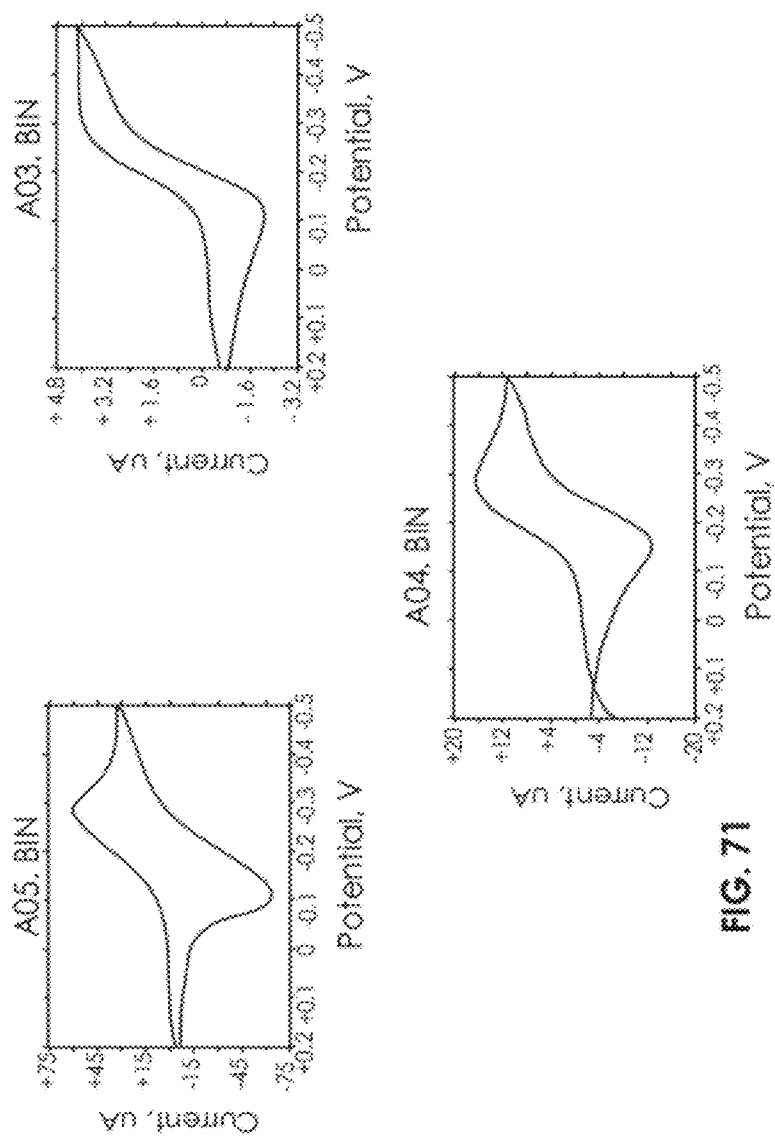 A05. BIN
Current, uA
+75
+45
+15
-15
-45
-75
+0.2 +0.1 0 -0.1 -0.2 -0.3 -0.4 -0.5
Potential, V
A03. BIN
Current, uA
+4.8
+3.2
+1.6
0
-1.6
-3.2
+0.2 +0.1 0 -0.1 -0.2 -0.3 -0.4 -0.5
Potential, V
A04. BIN
Current, uA
+20
+12
+4
-4
-12
-20
+0.2 +0.1 0 -0.1 -0.2 -0.3 -0.4 -0.5
Potential, V
FIG. 71